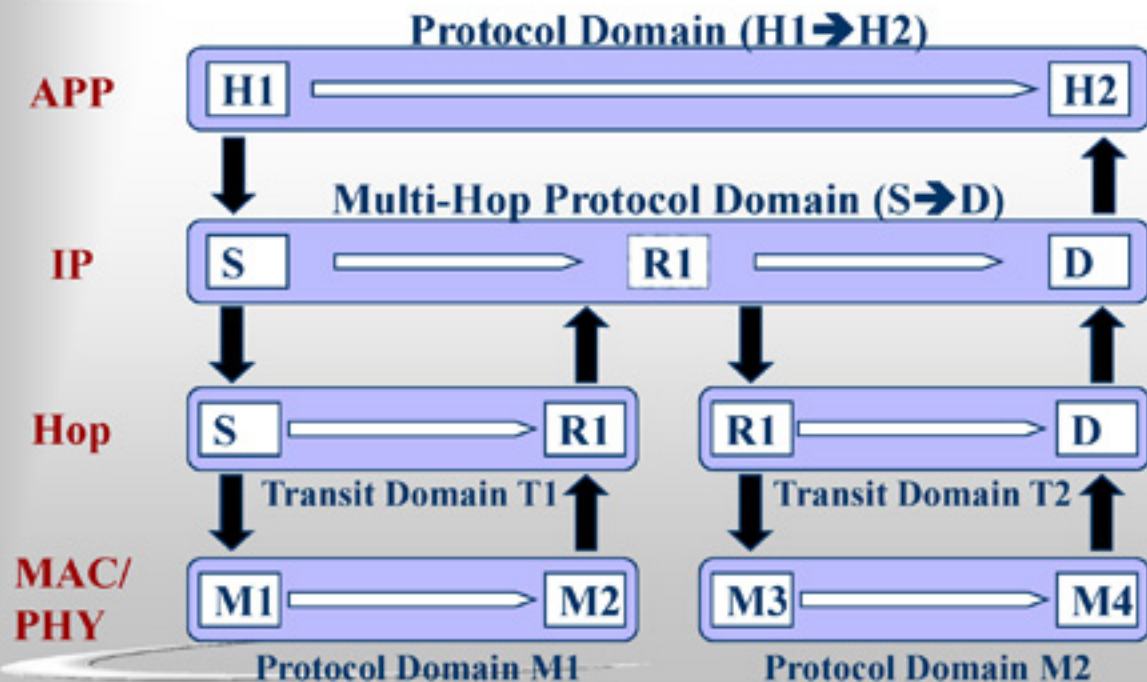 Protocol Domain (H1➔H2)
APP H1 H2
Multi-Hop Protocol Domain (S➔D)
IP S R1 D
Hop S R1 R1 D
Transit Domain T1 Transit Domain T2
MAC/
PHY M1 M2 M3 M4
Protocol Domain M1 Protocol Domain M2